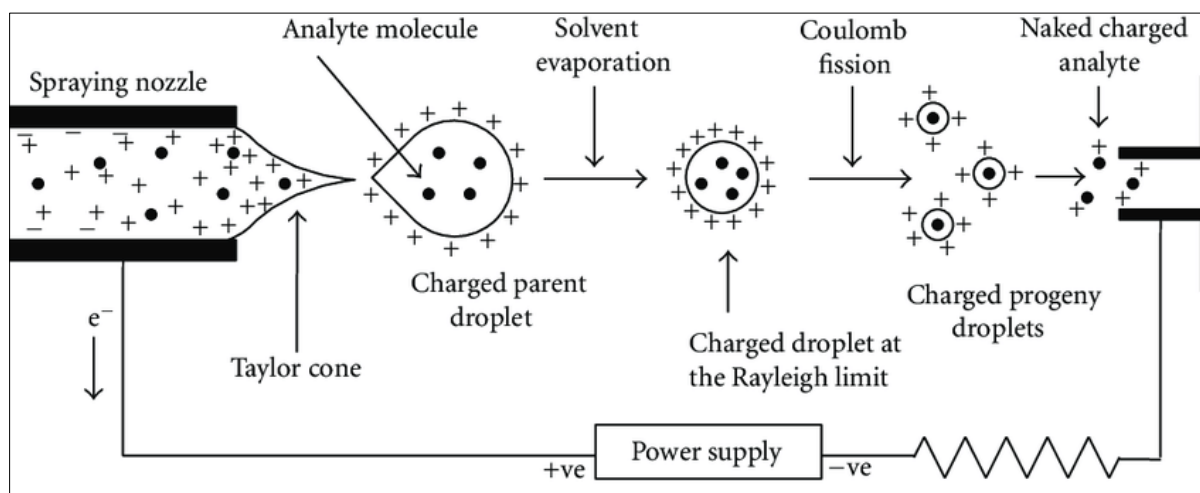 Analyte molecule
Solvent
evaporation
Coulomb
fission
Naked charged
analyte
Spraying nozzle
Charged parent
droplet
Charged progeny
droplets
e⁻
Taylor cone
Charged droplet at
the Rayleigh limit
+ve
Power supply
−ve